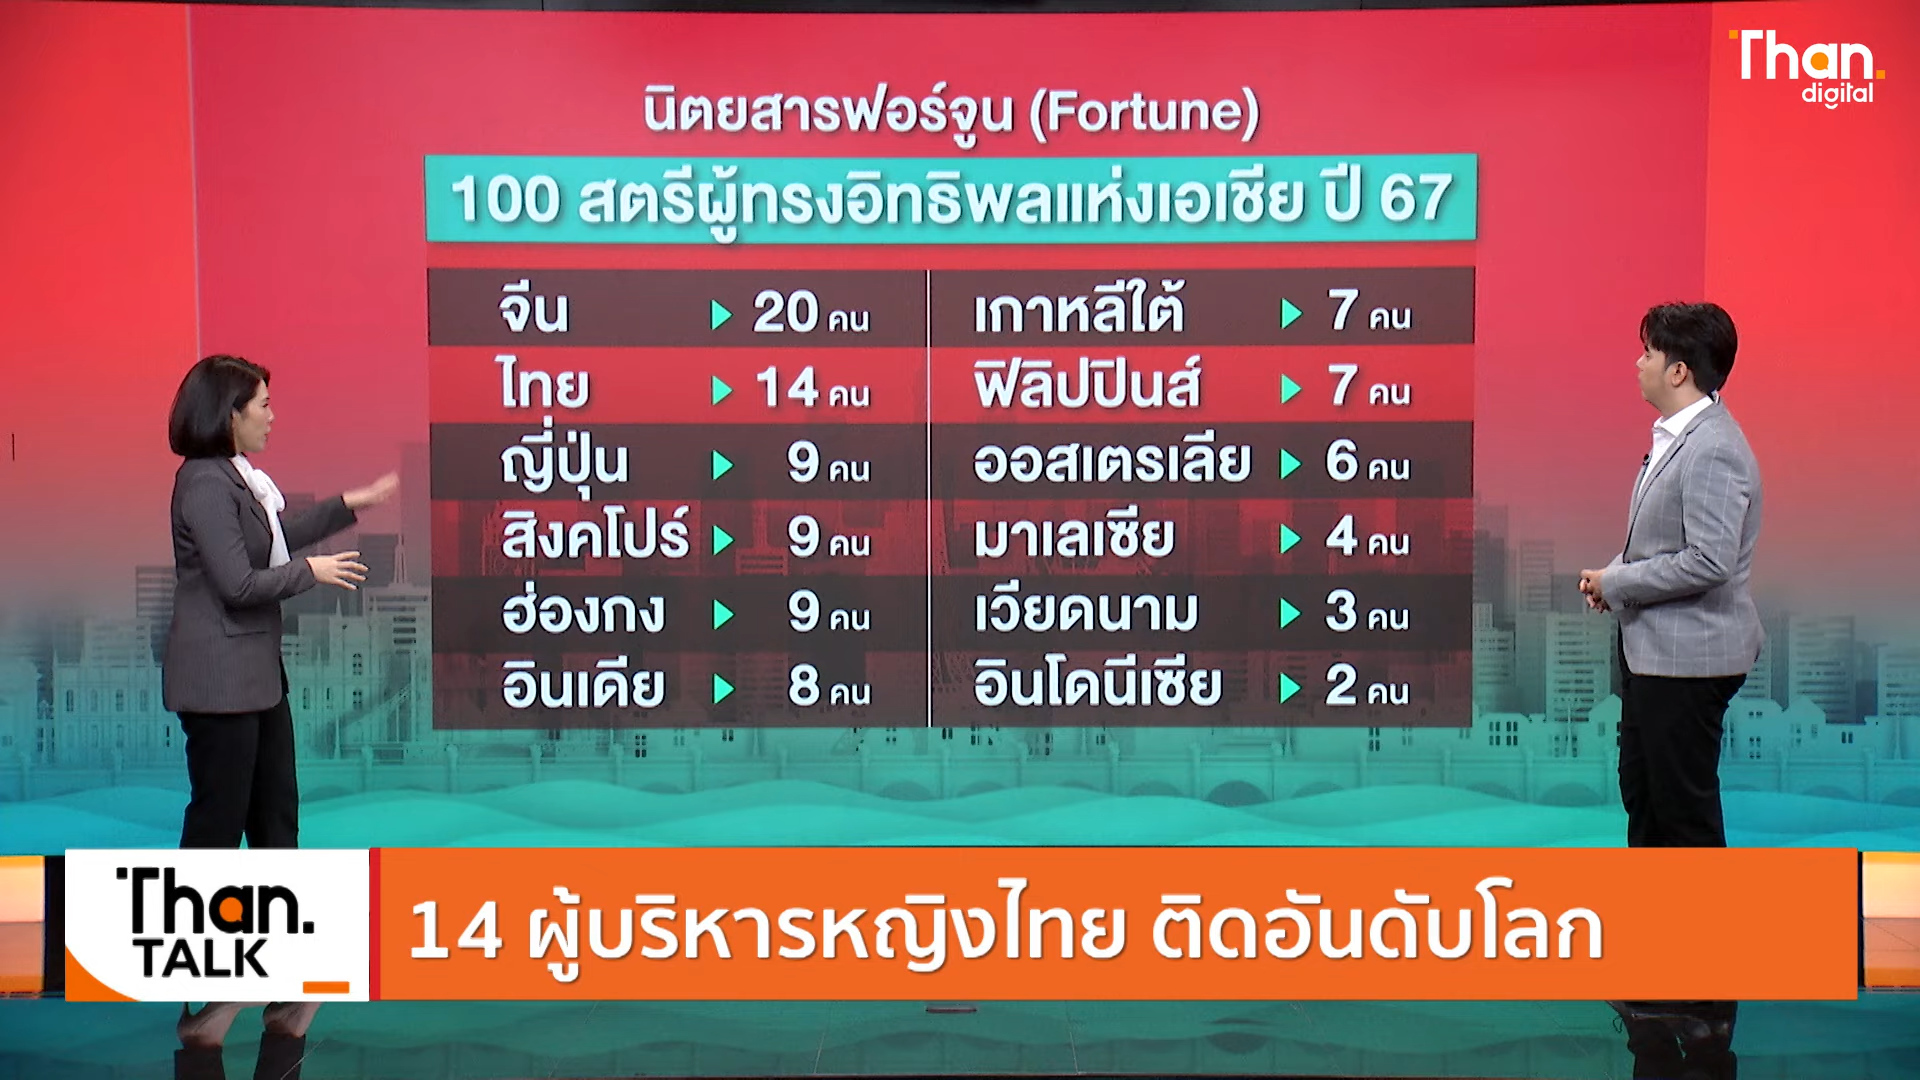 Than.
digital
นิตยสารฟอร์จูน (Fortune)
100 สตรีผู้ทรงอิทธิพลแห่งเอเชีย ปี 67
จีน 20 คน
ไทย 14 คน
ญี่ปุ่น 9 คน
สิงคโปร์ 9 คน
ฮ่องกง 9 คน
อินเดีย 8 คน
เกาหลีใต้ 7 คน
ฟิลิปปินส์ 7 คน
ออสเตรเลีย 6 คน
มาเลเซีย 4 คน
เวียดนาม 3 คน
อินโดนีเซีย 2 คน
Than.
TALK
14 ผู้บริหารหญิงไทย ติดอันดับโลก